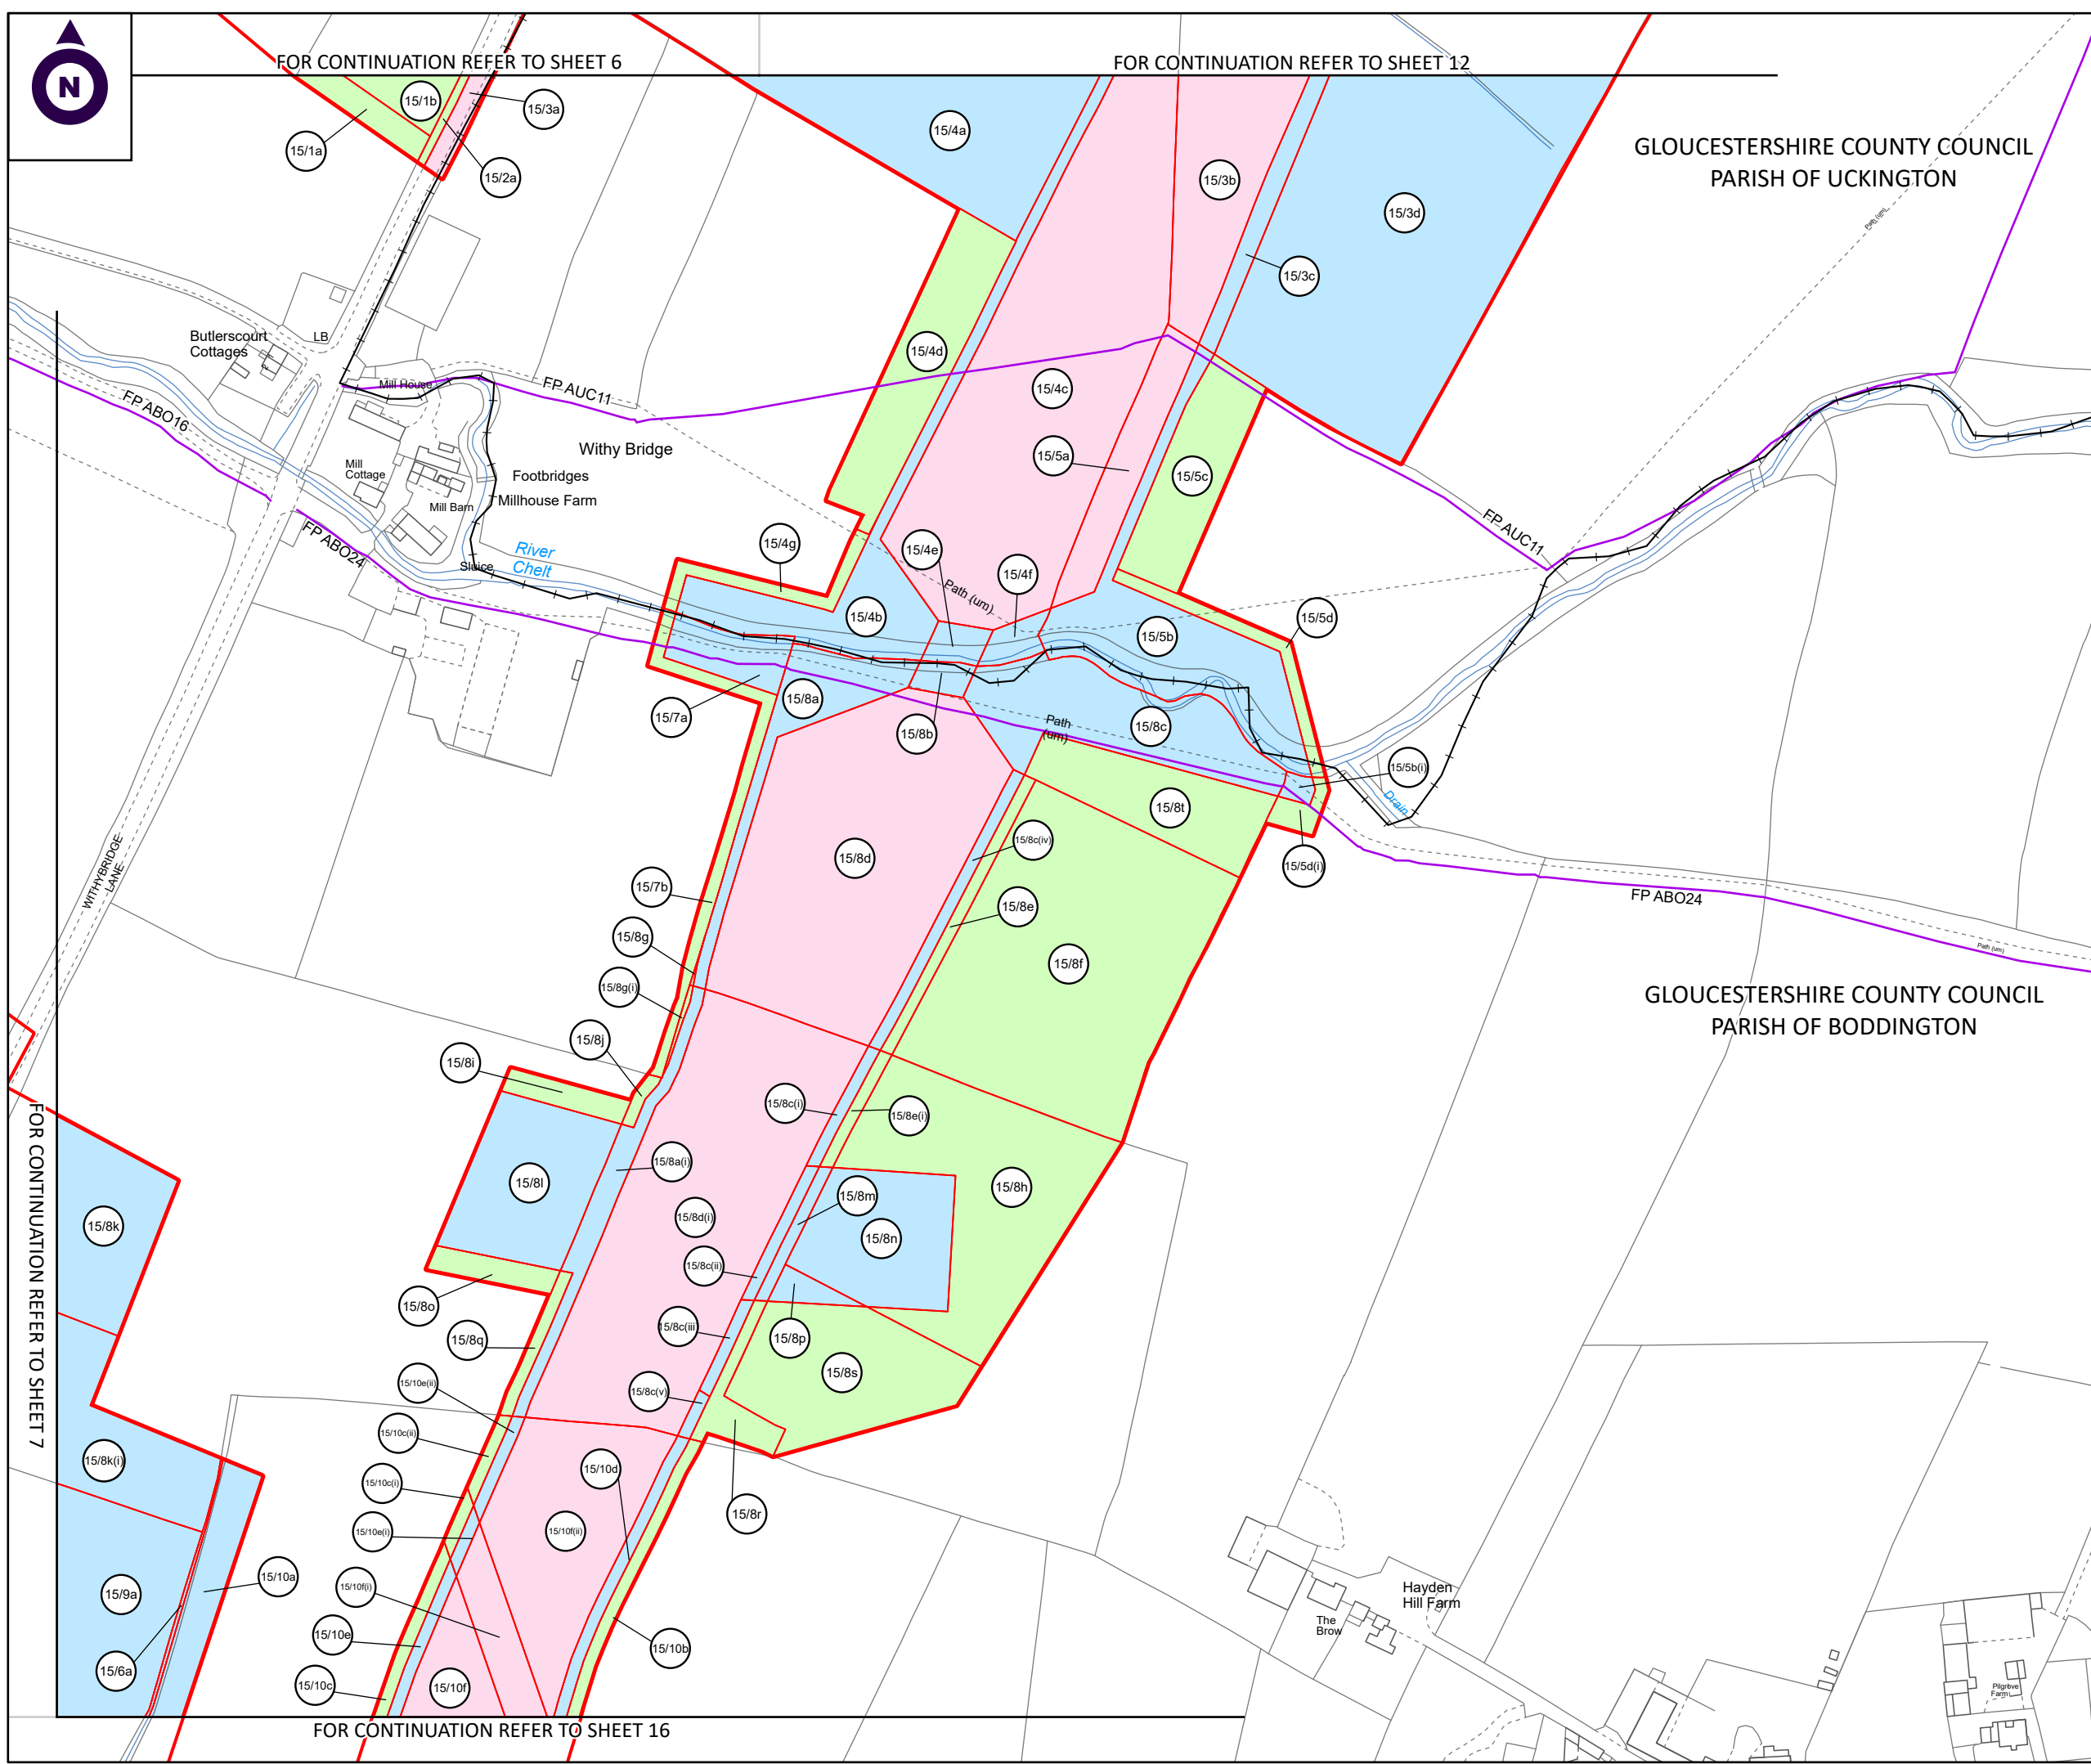 N
FOR CONTINUATION REFER TO SHEET 6
FOR CONTINUATION REFER TO SHEET 12
15/1b
15/3a
15/1a
15/2a
15/4a
15/3b
15/3d
GLOUCESTERSHIRE COUNTY COUNCIL
PARISH OF UCKINGTON
Path (um)
15/3c
Butlerscourt
Cottages
LB
15/4d
15/4c
Mill House
FP AUC11
FP ABO16
Withy Bridge
15/5a
15/5c
Mill
Cottage
Footbridges
Millhouse Farm
Mill Barn
FP ABO24
River
Chelt
Sluice
FP AUC11
15/4g
15/4e
15/4f
Path (um)
15/4b
15/5b
15/5d
15/7a
15/8a
15/8b
Path
(um)
15/8c
15/5b(i)
Drain
15/8t
15/8d
15/8c(iv)
15/5d(i)
WITHYBRIDGE
LANE
15/7b
15/8e
FP ABO24
15/8g
15/8f
Path (um)
15/8g(i)
GLOUCESTERSHIRE COUNTY COUNCIL
PARISH OF BODDINGTON
15/8j
15/8i
15/8c(i)
15/8e(i)
FOR CONTINUATION REFER TO SHEET 7
15/8a(i)
15/8l
15/8h
15/8m
15/8k
15/8d(i)
15/8n
15/8c(ii)
15/8o
15/8c(iii
15/8p
15/8q
15/8s
15/10e(ii)
15/8c(v)
15/10c(ii)
15/8k(i)
15/10d
15/10c(i)
15/8r
15/10e(i)
15/10f(ii)
15/10a
15/9a
15/10f(i)
Hayden
Hill Farm
The
Brow
15/10e
15/10b
15/6a
15/10c
15/10f
Pilgrove
Farm
FOR CONTINUATION REFER TO SHEET 16